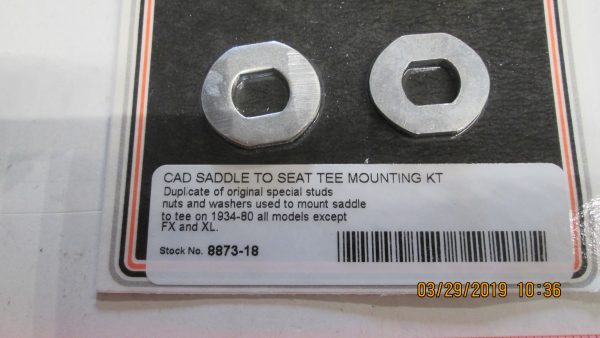 CAD SADDLE TO SEAT TEE MOUNTING KT
Duplicate of original special studs
nuts and washers used to mount saddle
to tee on 1934-80 all models except
FX and XL.
Stock No. 8873-18
03/29/2019 10:36